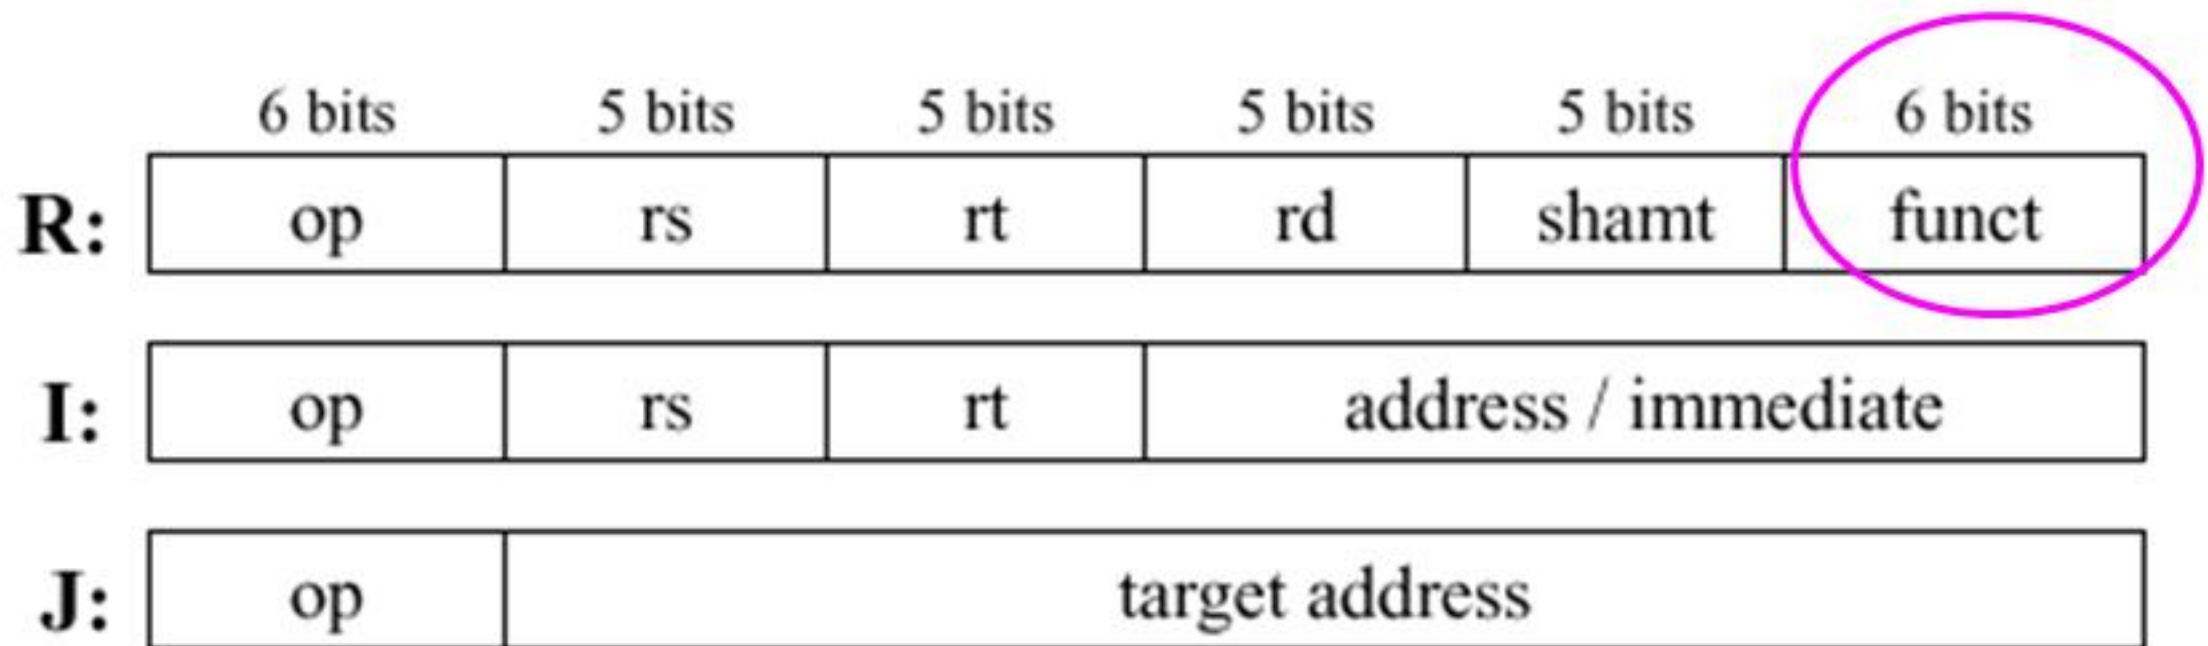 6 bits 5 bits 5 bits 5 bits 5 bits 6 bits
R: op rs rt rd shamt funct
I: op rs rt address / immediate
J: op target address